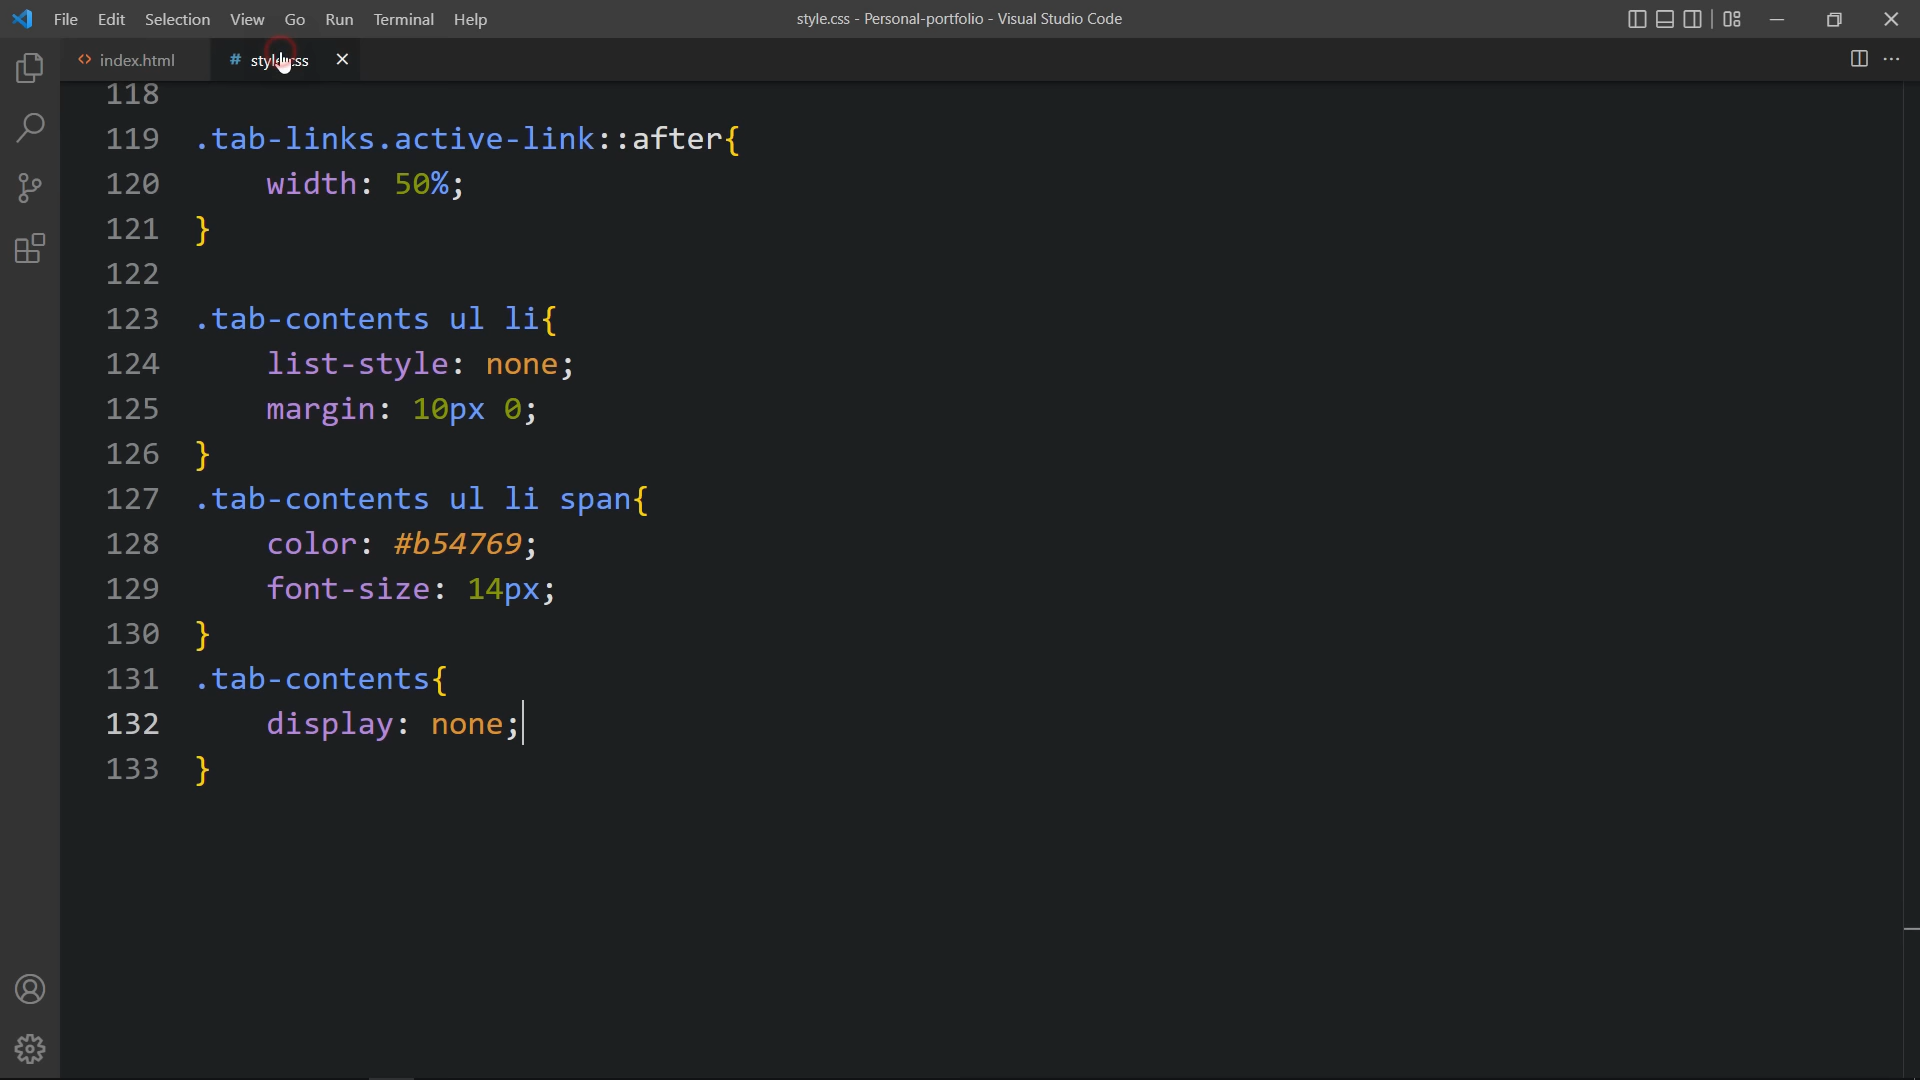 File Edit Selection View Go Run Terminal Help
style.css - Personal-portfolio - Visual Studio Code
<> index.html
# style.css
118
119 .tab-links.active-link::after{
120     width: 50%;
121 }
122
123 .tab-contents ul li{
124     list-style: none;
125     margin: 10px 0;
126 }
127 .tab-contents ul li span{
128     color: #b54769;
129     font-size: 14px;
130 }
131 .tab-contents{
132     display: none;
133 }